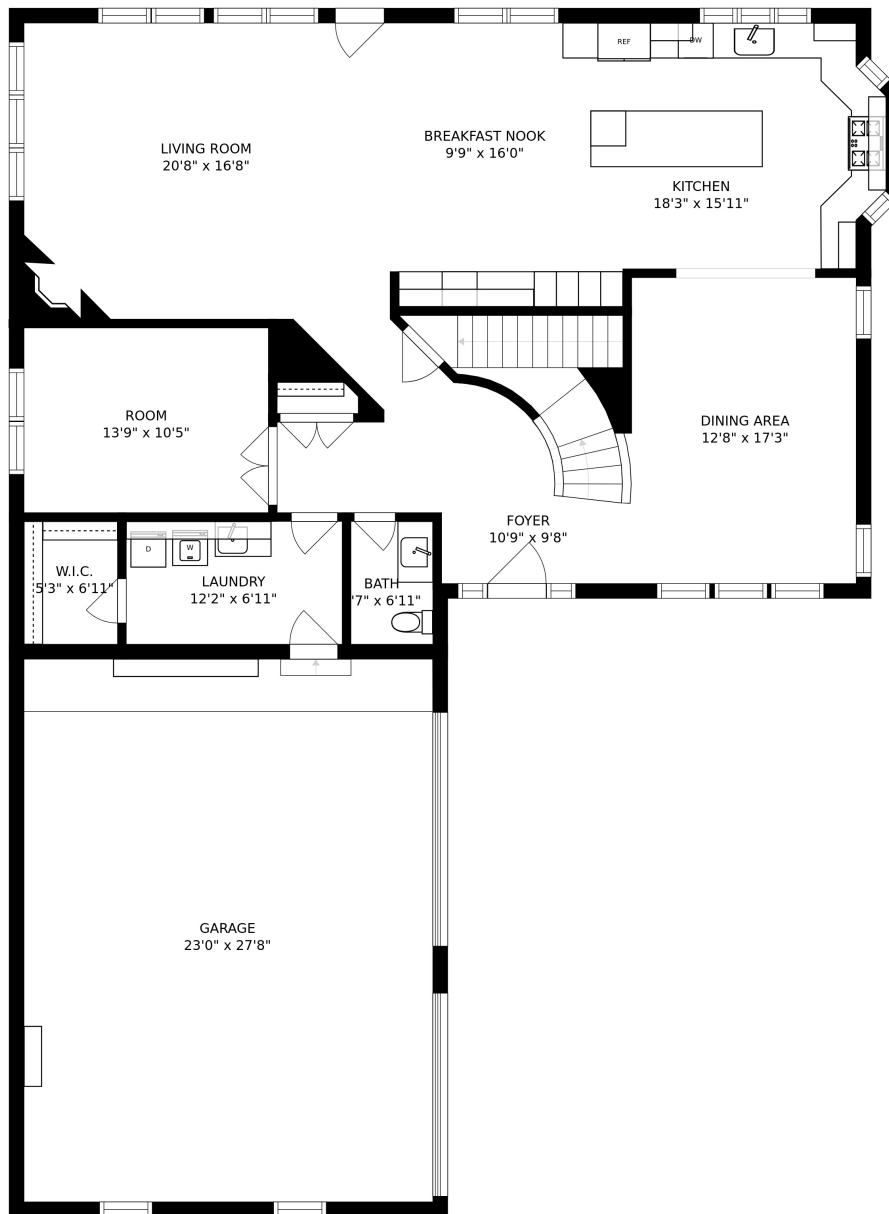 REF
DW
LIVING ROOM
20'8" x 16'8"
BREAKFAST NOOK
9'9" x 16'0"
KITCHEN
18'3" x 15'11"
ROOM
13'9" x 10'5"
DINING AREA
12'8" x 17'3"
FOYER
10'9" x 9'8"
D
W
W.I.C.
5'3" x 6'11"
LAUNDRY
12'2" x 6'11"
BATH
'7" x 6'11"
GARAGE
23'0" x 27'8"